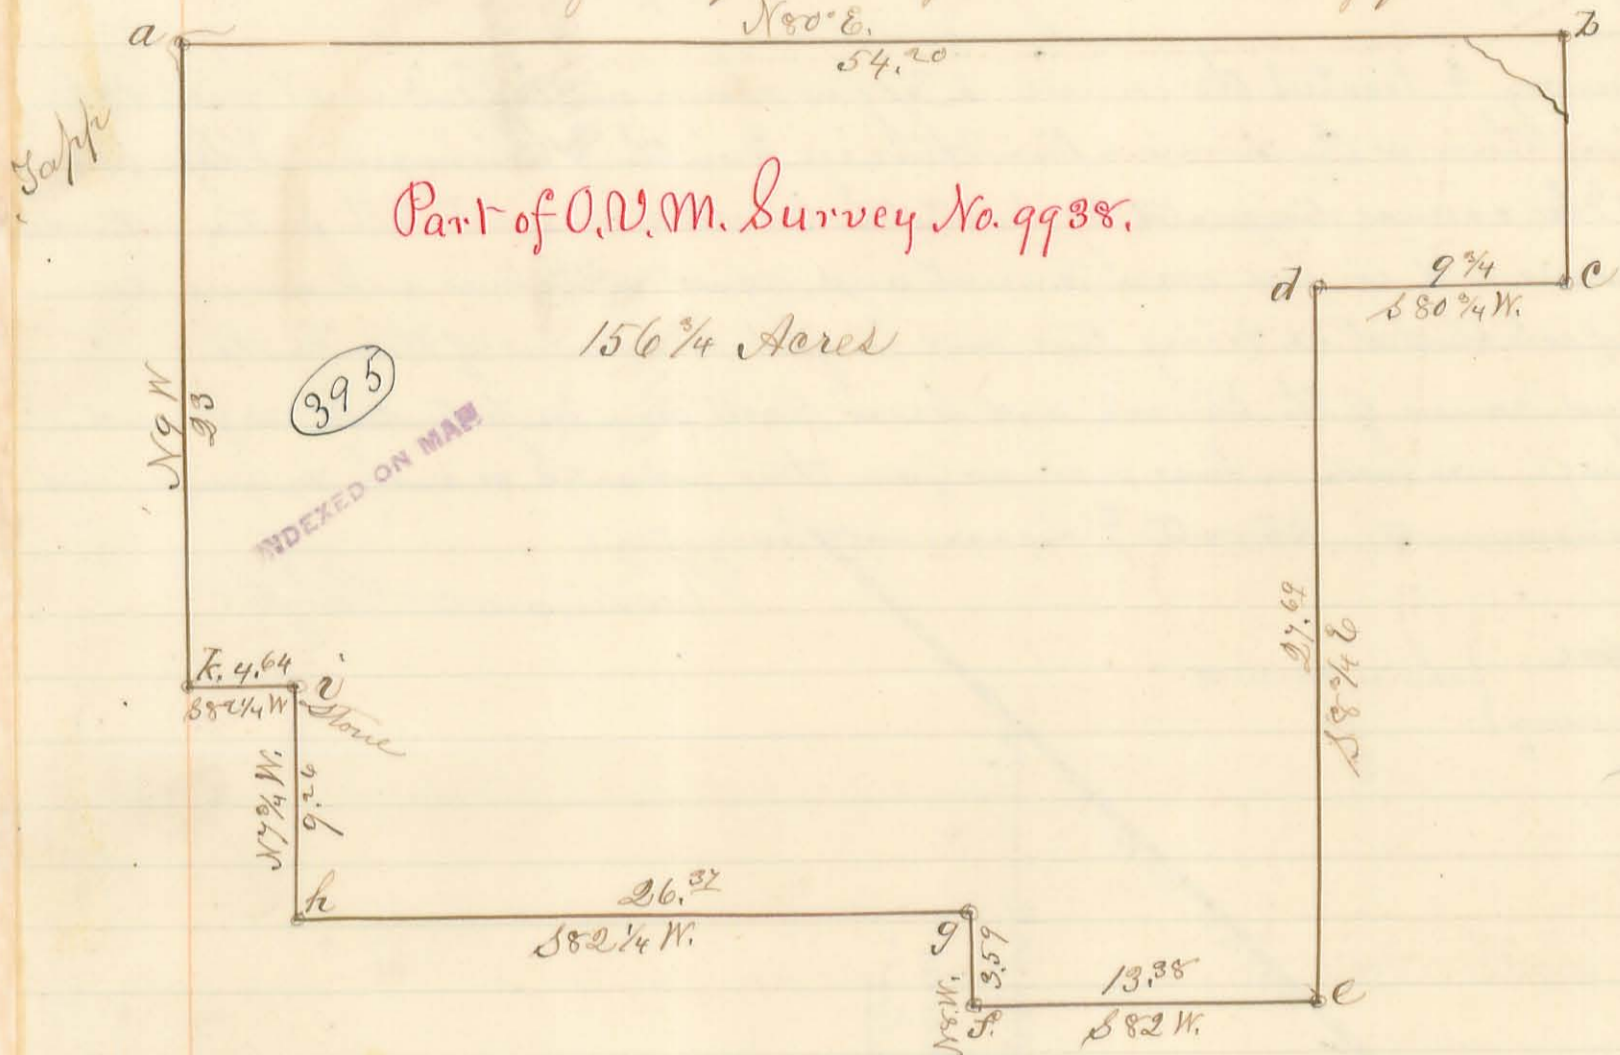 N 80° E.
a
b
54.20
Tapp
Part of O.V.M. Survey No. 9938.
d
9 3/4
c
S 80 3/4 W.
156 3/4 Acres
395
N 9 W
23
INDEXED ON MAP
27.69
S 8 3/4 E
k. 4.64
i
S 82 1/4 W
Stone
N 7 3/4 W.
9.26
h
26.37
g
S 82 1/4 W.
3.59
N 8 W.
f.
13.38
e
S 82 W.